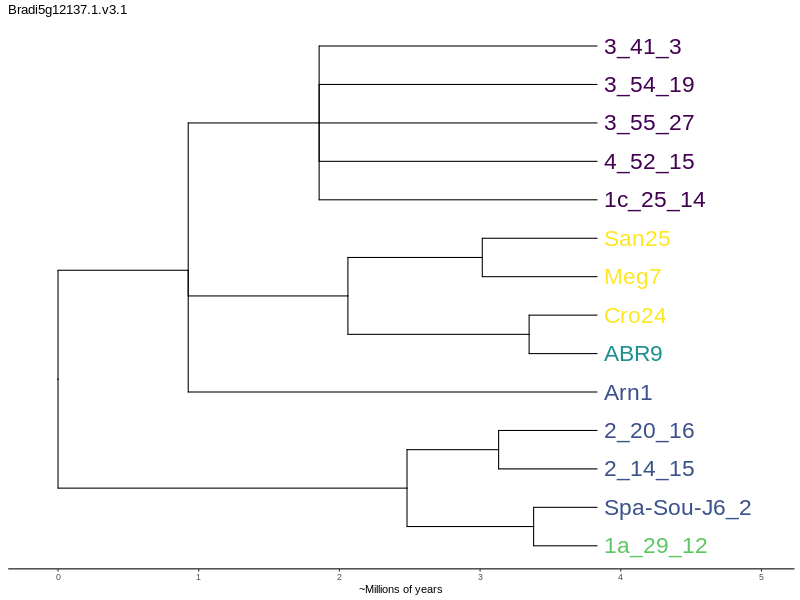 Bradi5g12137.1.v3.1
3_41_3
3_54_19
3_55_27
4_52_15
1c_25_14
San25
Meg7
Cro24
ABR9
Arn1
2_20_16
2_14_15
Spa-Sou-J6_2
1a_29_12
0 1 2 3 4 5
~Millions of years